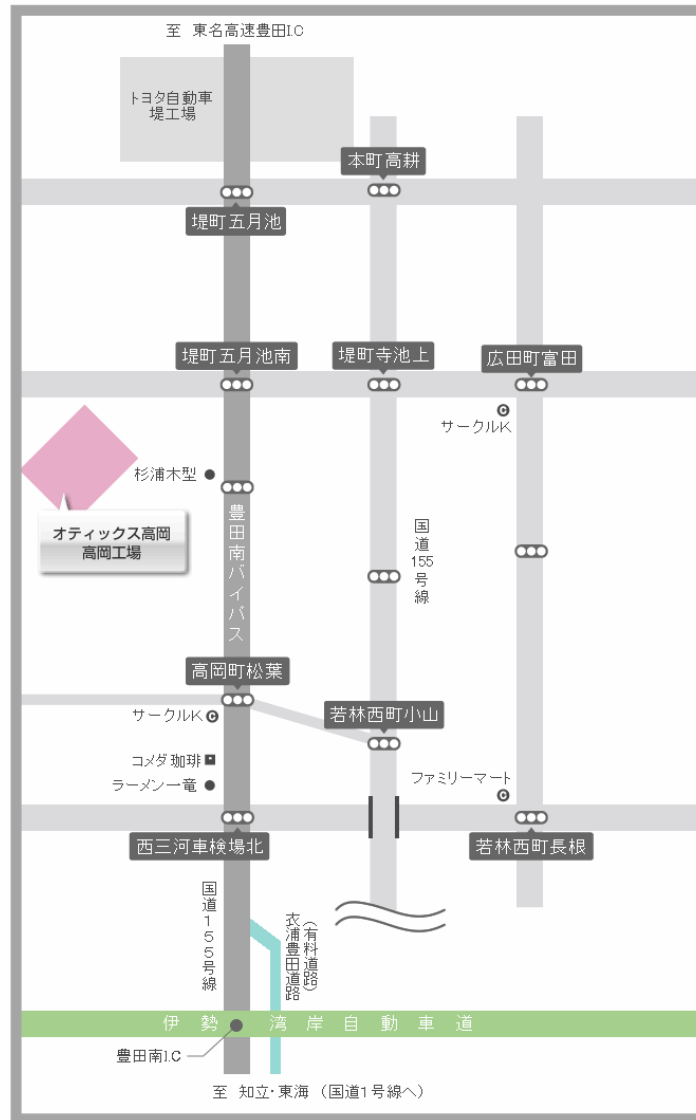 至 東名高速豊田I.C
トヨタ自動車
堤工場
本町高耕
堤町五月池
堤町五月池南
堤町寺池上
広田町富田
サークルK
杉浦木型
オティックス高岡
高岡工場
豊田南バイパス
国道155号線
高岡町松葉
若林西町小山
サークルK
コメダ珈琲
ラーメン一竜
ファミリーマート
西三河車検場北
若林西町長根
国道155号線
(有料道路)
衣浦豊田道路
伊勢湾岸自動車道
豊田南I.C
至 知立・東海 (国道1号線へ)